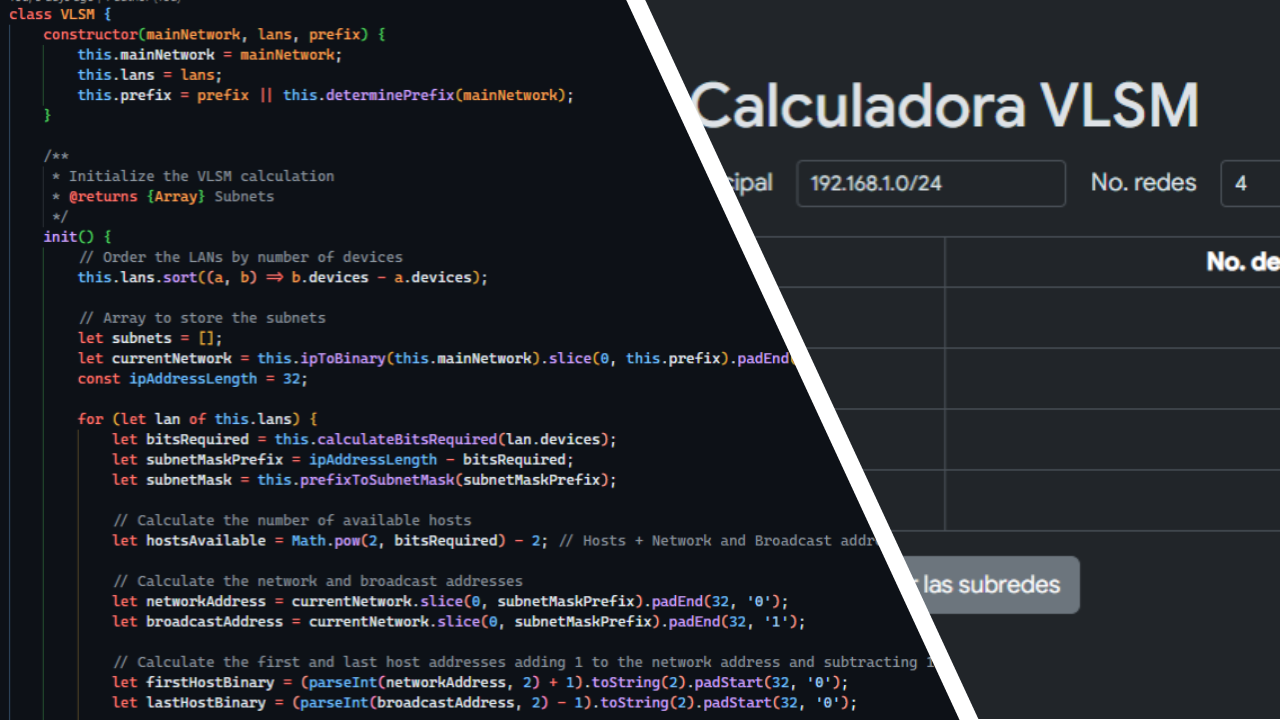 class VLSM {
constructor(mainNetwork, lans, prefix) {
this.mainNetwork = mainNetwork;
this.lans = lans;
this.prefix = prefix || this.determinePrefix(mainNetwork);
}
/**
* Initialize the VLSM calculation
* @returns {Array} Subnets
*/
init() {
// Order the LANs by number of devices
this.lans.sort((a, b) => b.devices - a.devices);
// Array to store the subnets
let subnets = [];
let currentNetwork = this.ipToBinary(this.mainNetwork).slice(0, this.prefix).padEnd(
const ipAddressLength = 32;
for (let lan of this.lans) {
let bitsRequired = this.calculateBitsRequired(lan.devices);
let subnetMaskPrefix = ipAddressLength - bitsRequired;
let subnetMask = this.prefixToSubnetMask(subnetMaskPrefix);
// Calculate the number of available hosts
let hostsAvailable = Math.pow(2, bitsRequired) - 2; // Hosts + Network and Broadcast addr
// Calculate the network and broadcast addresses
let networkAddress = currentNetwork.slice(0, subnetMaskPrefix).padEnd(32, '0');
let broadcastAddress = currentNetwork.slice(0, subnetMaskPrefix).padEnd(32, '1');
// Calculate the first and last host addresses adding 1 to the network address and subtracting 1
let firstHostBinary = (parseInt(networkAddress, 2) + 1).toString(2).padStart(32, '0');
let lastHostBinary = (parseInt(broadcastAddress, 2) - 1).toString(2).padStart(32, '0');
Calculadora VLSM
cipal 192.168.1.0/24 No. redes 4
No. de
r las subredes